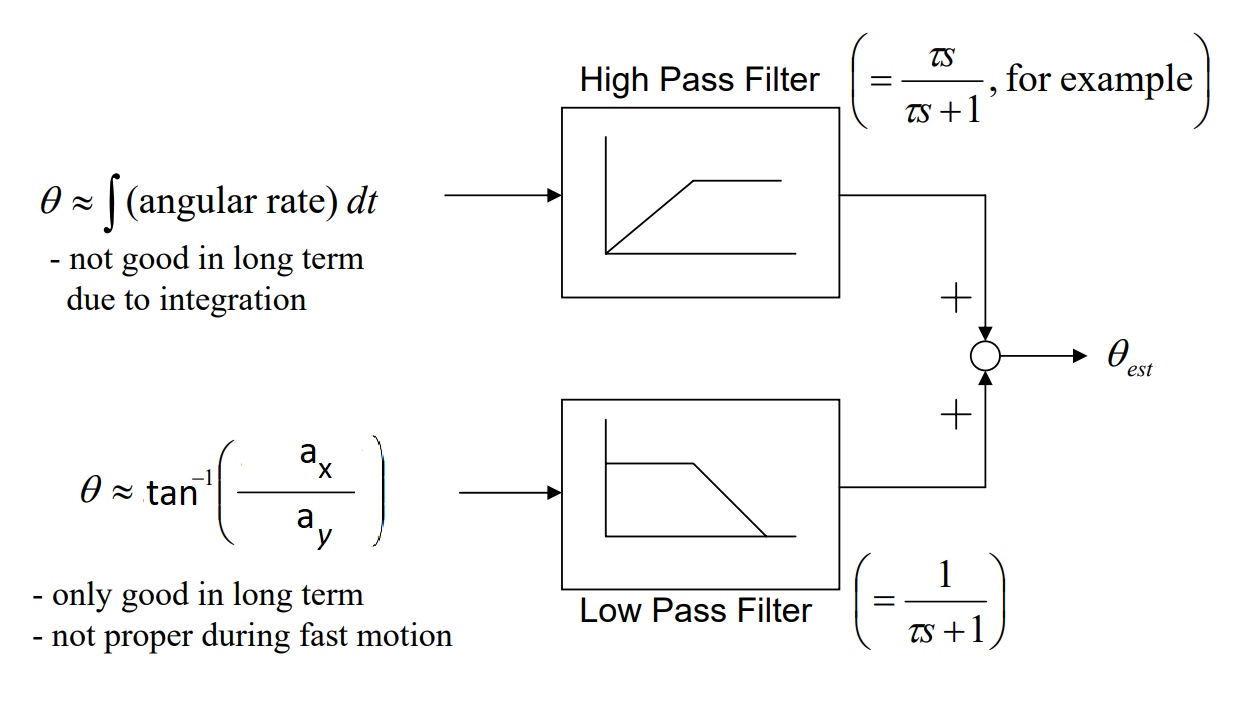 High Pass Filter
( = τs / τs + 1 , for example )
θ ≈ ∫ (angular rate) dt
- not good in long term
due to integration
+
θest
+
θ ≈ tan⁻¹ ( ax / ay )
- only good in long term
- not proper during fast motion
Low Pass Filter
( = 1 / τs + 1 )